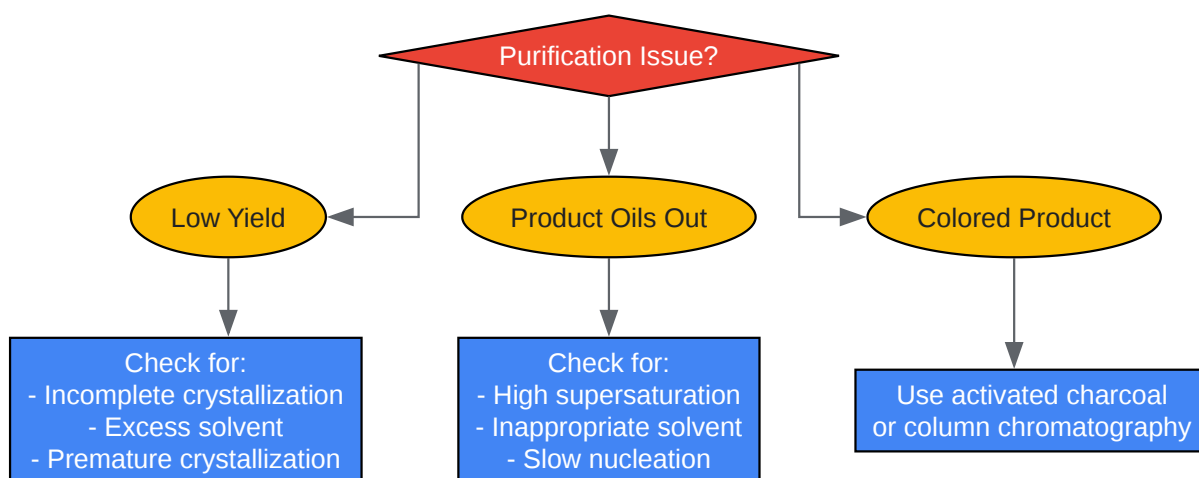 Purification Issue?
Low Yield
Product Oils Out
Colored Product
Check for:
- Incomplete crystallization
- Excess solvent
- Premature crystallization
Check for:
- High supersaturation
- Inappropriate solvent
- Slow nucleation
Use activated charcoal
or column chromatography